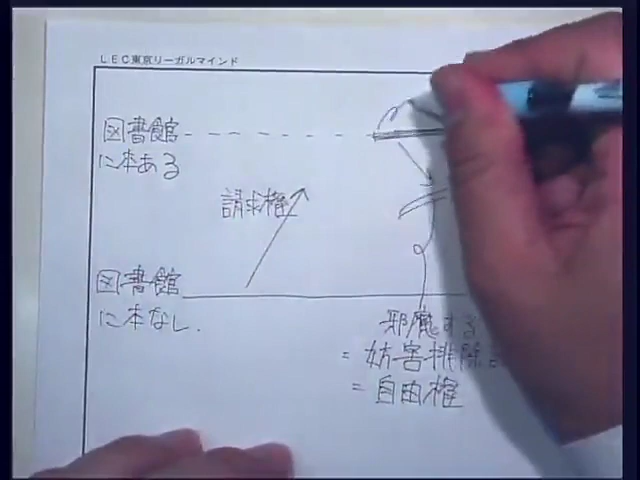 LEC東京リーガルマインド
図書館
に本ある
請求権
図書館
に本なし.
邪魔する
= 妨害排除
= 自由権